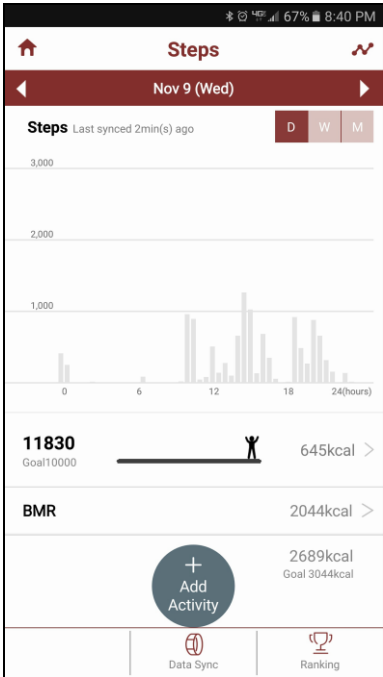 4G LTE 67% 8:40 PM
Steps
Nov 9 (Wed)
Steps Last synced 2min(s) ago
D W M
3,000
2,000
1,000
0 6 12 18 24(hours)
11830
Goal10000
645kcal
BMR 2044kcal
2689kcal
Goal 3044kcal
+
Add
Activity
Data Sync Ranking